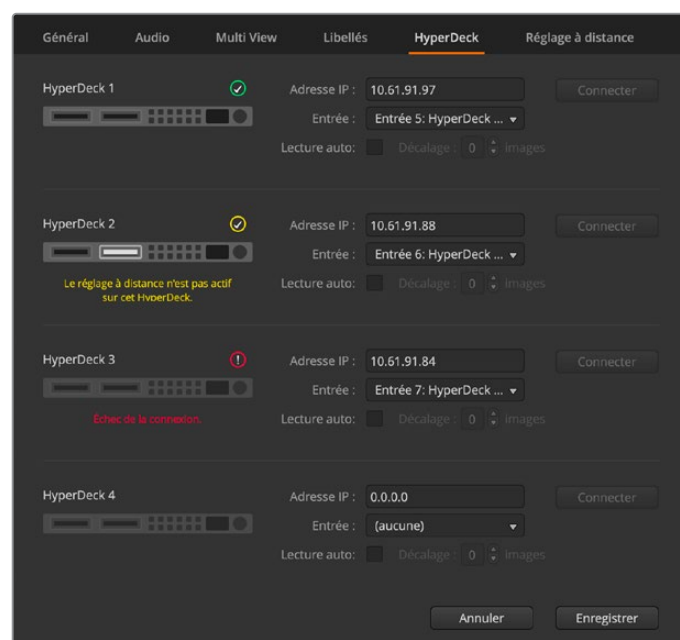 Général Audio Multi View Libellés HyperDeck Réglage à distance
HyperDeck 1 Adresse IP : 10.61.91.97 Connecter
Entrée : Entrée 5: HyperDeck ...
Lecture auto: Décalage : 0 images
HyperDeck 2 Adresse IP : 10.61.91.88 Connecter
Entrée : Entrée 6: HyperDeck ...
Le réglage à distance n'est pas actif
sur cet HyperDeck.
Lecture auto: Décalage : 0 images
HyperDeck 3 Adresse IP : 10.61.91.84 Connecter
Entrée : Entrée 7: HyperDeck ...
Échec de la connexion. Lecture auto: Décalage : 0 images
HyperDeck 4 Adresse IP : 0.0.0.0 Connecter
Entrée : (aucune)
Lecture auto: Décalage : 0 images
Annuler Enregistrer